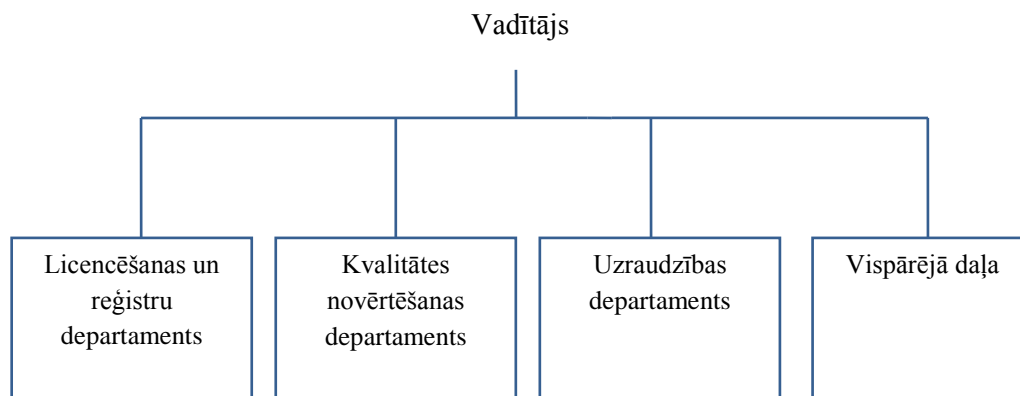 Vadītājs
Licencēšanas un
reģistru
departaments
Kvalitātes
novērtēšanas
departaments
Uzraudzības
departaments
Vispārējā daļa